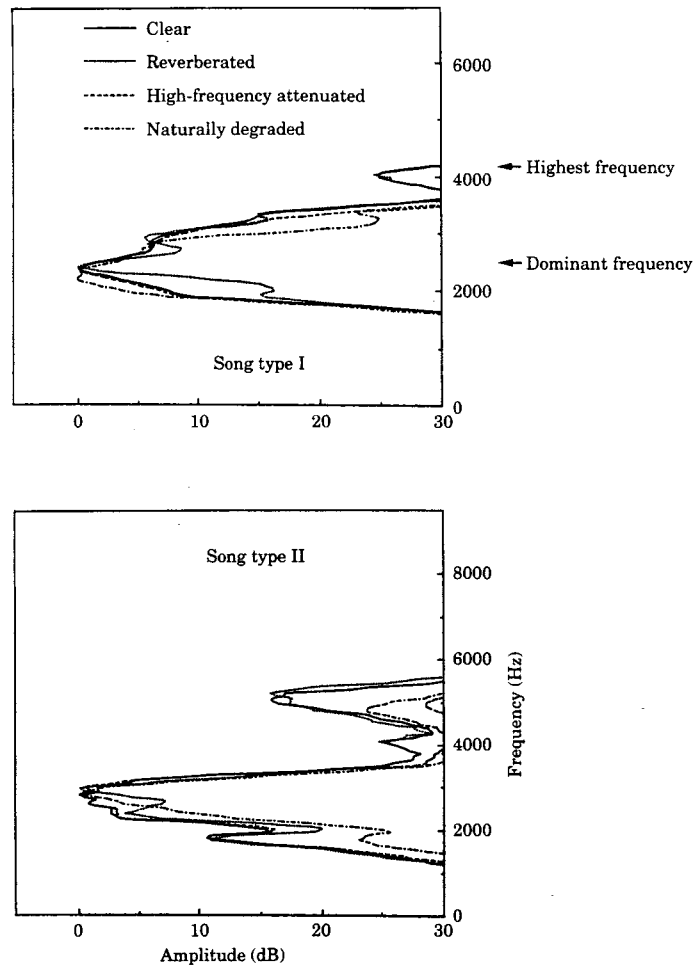 Clear
Reverberated
High-frequency attenuated
Naturally degraded
6000
4000
Highest frequency
Dominant frequency
2000
Song type I
0
0
10
20
30
Song type II
8000
6000
Frequency (Hz)
4000
2000
0
0
10
20
30
Amplitude (dB)